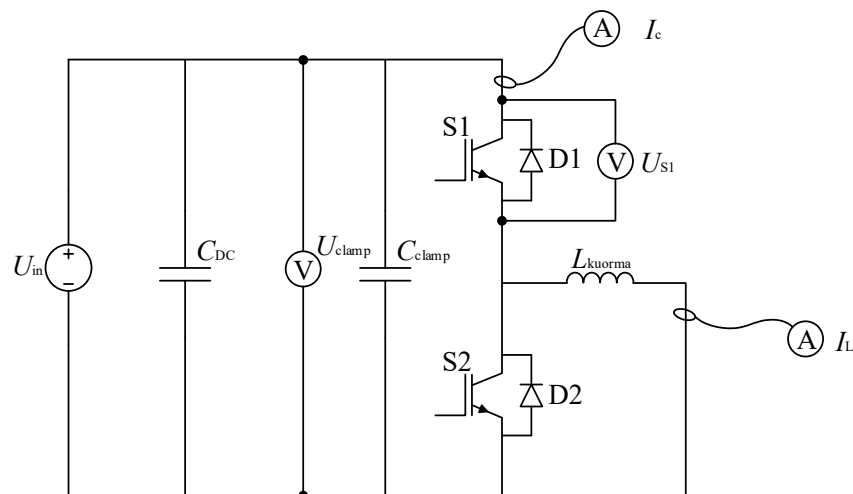 A I_c
S1 D1 V U_S1
U_in + − C_DC V U_clamp C_clamp L_kuorma
S2 D2 A I_L